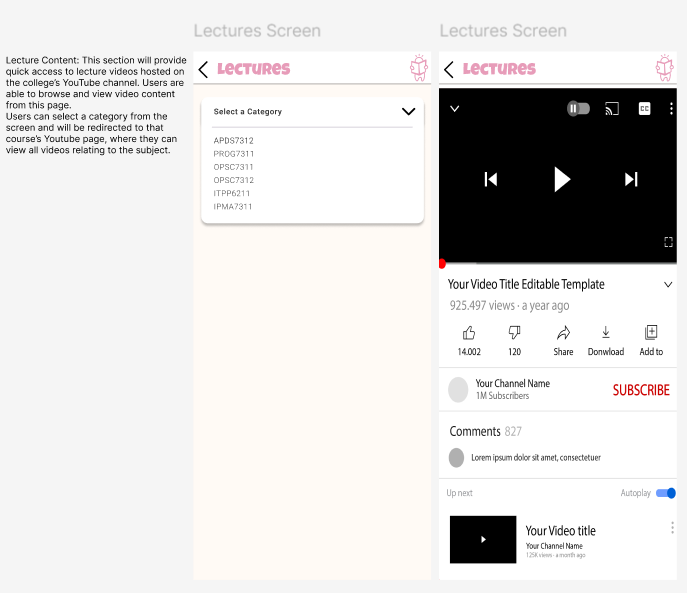 Lectures Screen
Lectures Screen
Lecture Content: This section will provide
quick access to lecture videos hosted on
the college's YouTube channel. Users are
able to browse and view video content
from this page.
Users can select a category from the
screen and will be redirected to that
course's Youtube page, where they can
view all videos relating to the subject.
LECTURES
Select a Category
APDS7312
PROG7311
OPSC7311
OPSC7312
ITPP6211
IPMA7311
LECTURES
CC
Your Video Title Editable Template
925.497 views · a year ago
14.002
120
Share
Donwload
Add to
Your Channel Name
1M Subscribers
SUBSCRIBE
Comments 827
Lorem ipsum dolor sit amet, consectetuer
Up next
Autoplay
Your Video title
Your Channel Name
125K views · a month ago